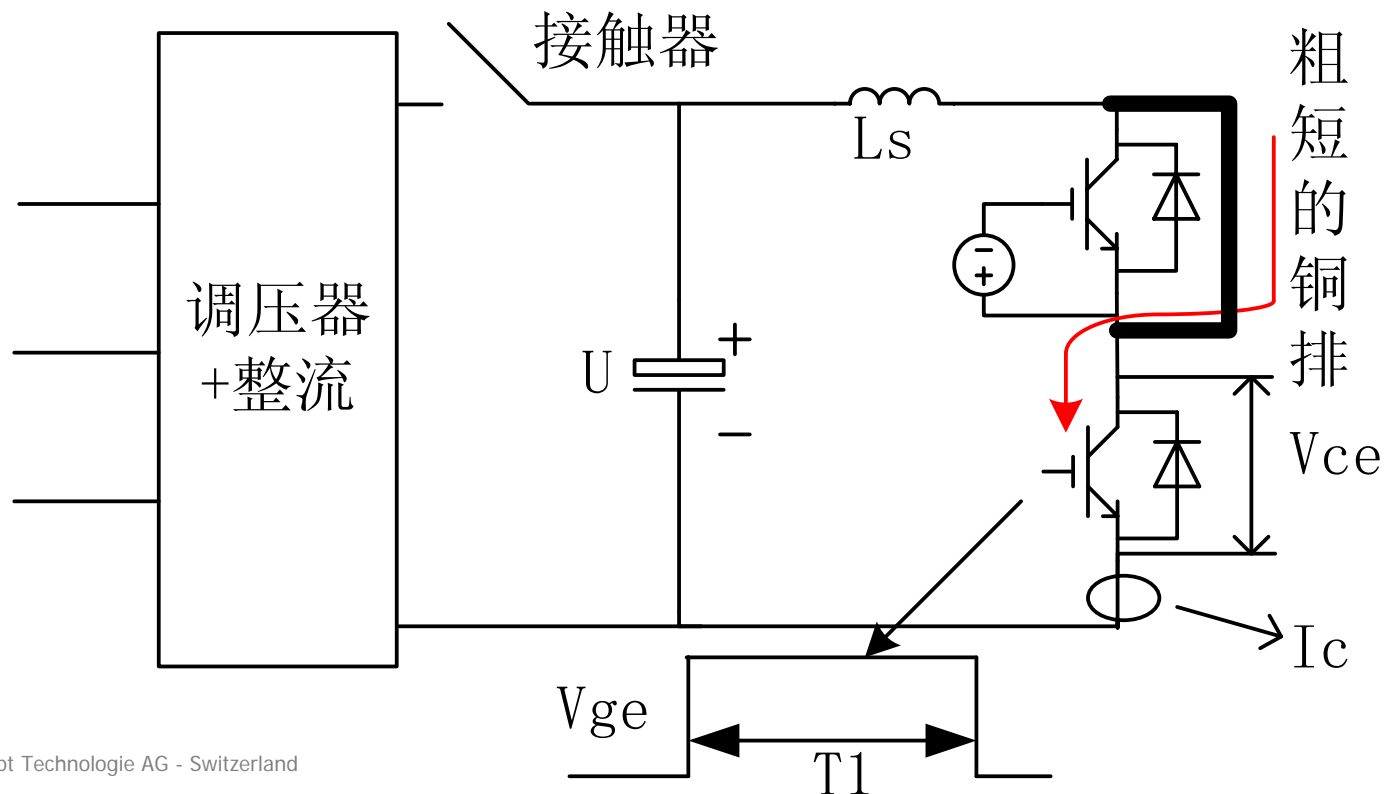 接触器
粗短的铜排
Ls
调压器
+整流
U
+
−
−
+
Vce
Ic
Vge
T1
Technologie AG - Switzerland